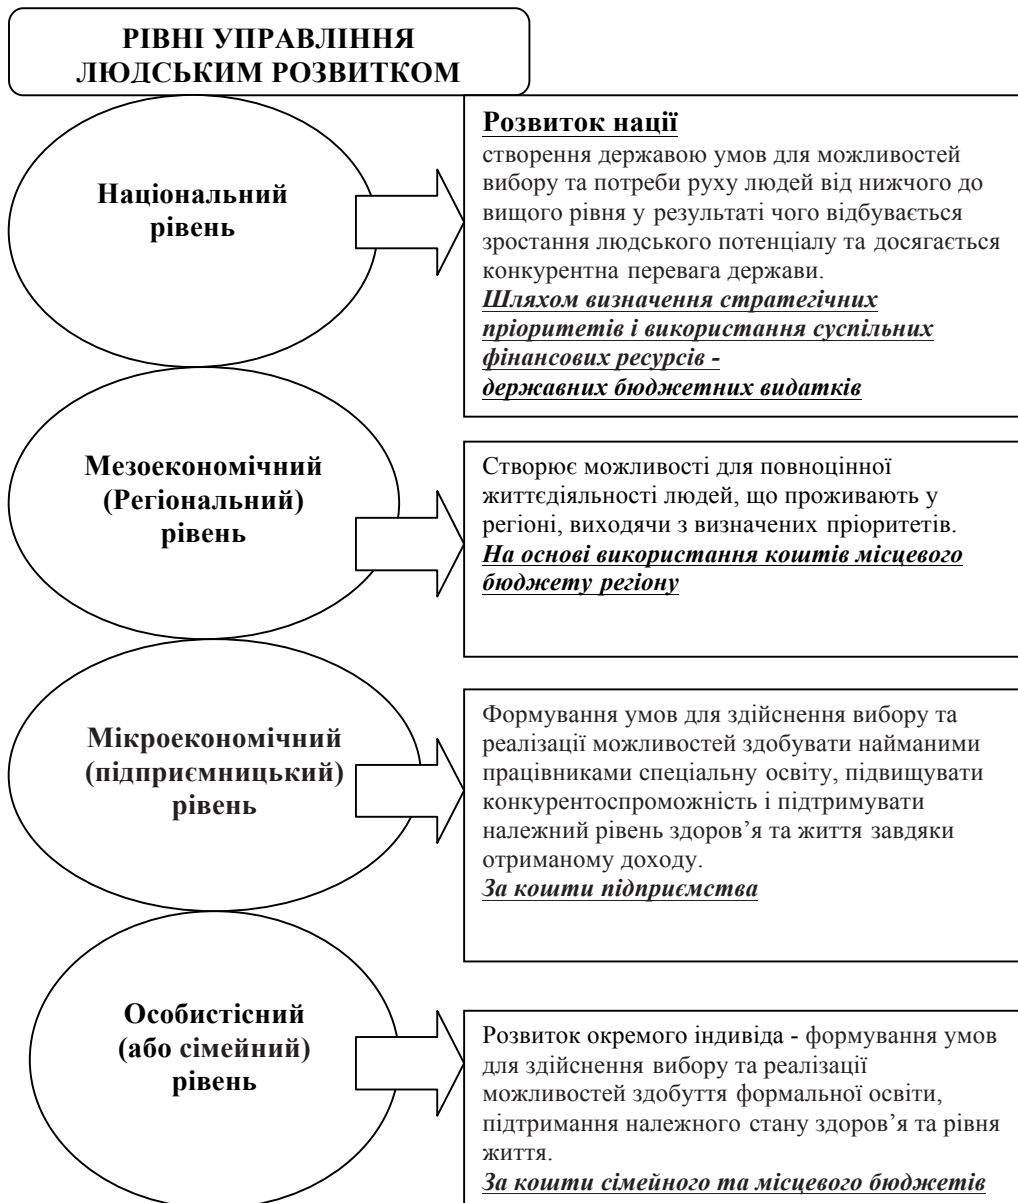 РІВНІ УПРАВЛІННЯ
ЛЮДСЬКИМ РОЗВИТКОМ
Національний
рівень
Розвиток нації
створення державою умов для можливостей
вибору та потреби руху людей від нижчого до
вищого рівня у результаті чого відбувається
зростання людського потенціалу та досягається
конкурентна перевага держави.
Шляхом визначення стратегічних
пріоритетів і використання суспільних
фінансових ресурсів -
державних бюджетних видатків
Мезоекономічний
(Регіональний)
рівень
Створює можливості для повноцінної
життєдіяльності людей, що проживають у
регіоні, виходячи з визначених пріоритетів.
На основі використання коштів місцевого
бюджету регіону
Мікроекономічний
(підприємницький)
рівень
Формування умов для здійснення вибору та
реалізації можливостей здобувати найманими
працівниками спеціальну освіту, підвищувати
конкурентоспроможність і підтримувати
належний рівень здоров’я та життя завдяки
отриманому доходу.
За кошти підприємства
Особистісний
(або сімейний)
рівень
Розвиток окремого індивіда - формування умов
для здійснення вибору та реалізації
можливостей здобуття формальної освіти,
підтримання належного стану здоров’я та рівня
життя.
За кошти сімейного та місцевого бюджетів